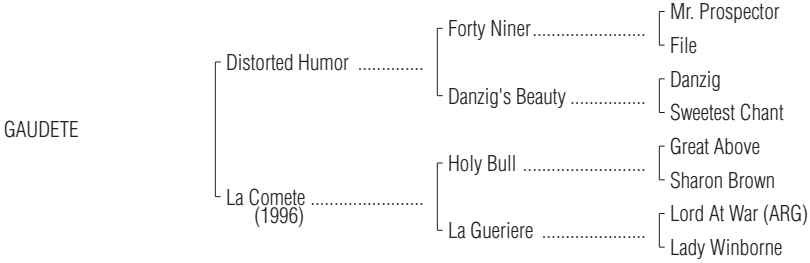 Mr. Prospector
Forty Niner........................
File
Distorted Humor ..............
Danzig
Danzig's Beauty ................
Sweetest Chant
GAUDETE
Great Above
Holy Bull ..........................
Sharon Brown
La Comete ........................
(1996)
Lord At War (ARG)
La Gueriere ......................
Lady Winborne